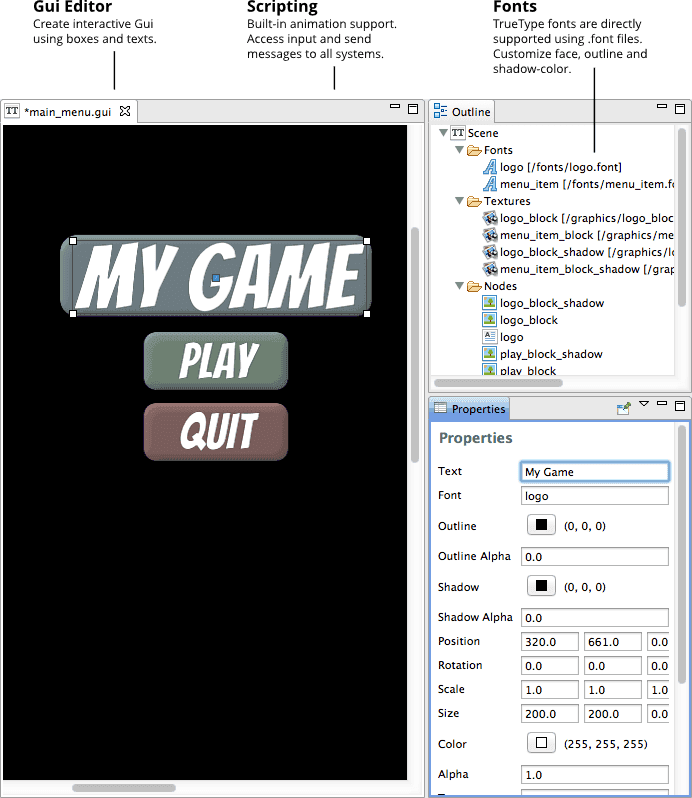 Gui Editor
Create interactive Gui
using boxes and texts.
Scripting
Built-in animation support.
Access input and send
messages to all systems.
Fonts
TrueType fonts are directly
supported using .font files.
Customize face, outline and
shadow-color.
TT *main_menu.gui
MY GAME
PLAY
QUIT
Outline
TT Scene
Fonts
logo [/fonts/logo.font]
menu_item [/fonts/menu_item.fo
Textures
logo_block [/graphics/logo_bloc
menu_item_block [/graphics/me
logo_block_shadow [/graphics/lo
menu_item_block_shadow [/grap
Nodes
logo_block_shadow
logo_block
logo
play_block_shadow
play_block
Properties
Properties
Text My Game
Font logo
Outline (0, 0, 0)
Outline Alpha 0.0
Shadow (0, 0, 0)
Shadow Alpha 0.0
Position 320.0 661.0 0.0
Rotation 0.0 0.0 0.0
Scale 1.0 1.0 1.0
Size 200.0 200.0 0.0
Color (255, 255, 255)
Alpha 1.0